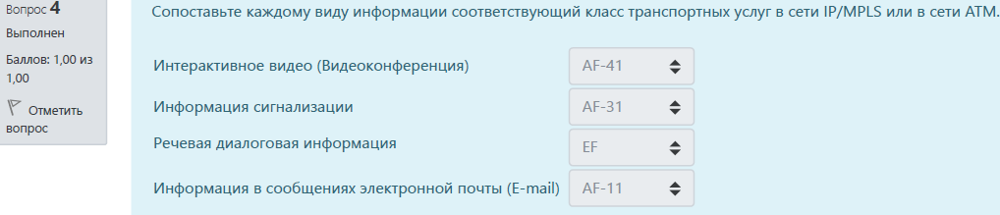 Вопрос 4
Выполнен
Баллов: 1,00 из
1,00
Отметить
вопрос
Сопоставьте каждому виду информации соответствующий класс транспортных услуг в сети IP/MPLS или в сети ATM.
Интерактивное видео (Видеоконференция) AF-41
Информация сигнализации AF-31
Речевая диалоговая информация EF
Информация в сообщениях электронной почты (E-mail) AF-11